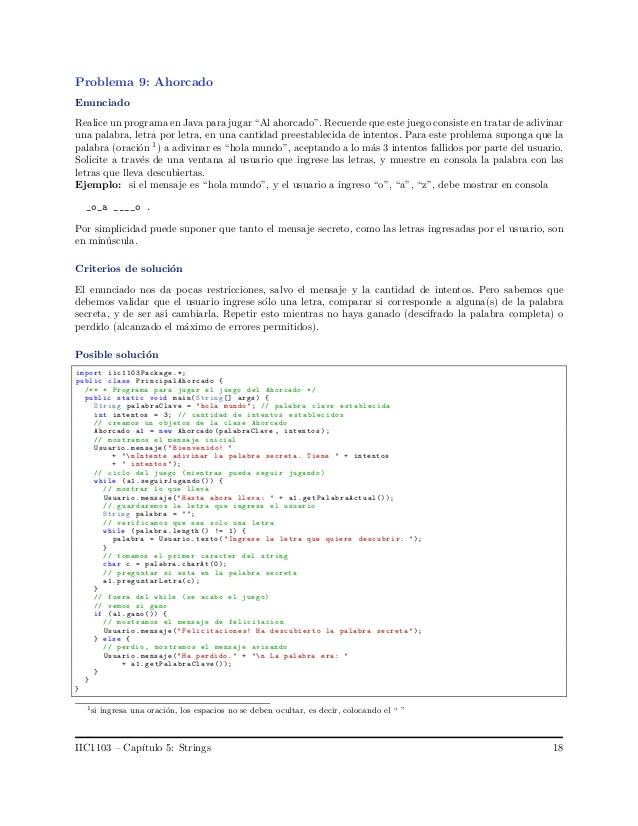 Problema 9: Ahorcado
Enunciado
Realice un programa en Java para jugar “Al ahorcado”. Recuerde que este juego consiste en tratar de adivinar
una palabra, letra por letra, en una cantidad preestablecida de intentos. Para este problema suponga que la
palabra (oración ¹) a adivinar es “hola mundo”, aceptando a lo más 3 intentos fallidos por parte del usuario.
Solicite a través de una ventana al usuario que ingrese las letras, y muestre en consola la palabra con las
letras que lleva descubiertas.
Ejemplo: si el mensaje es “hola mundo”, y el usuario a ingreso “o”, “a”, “z”, debe mostrar en consola
_o_a ____o .
Por simplicidad puede suponer que tanto el mensaje secreto, como las letras ingresadas por el usuario, son
en minúscula.
Criterios de solución
El enunciado nos da pocas restricciones, salvo el mensaje y la cantidad de intentos. Pero sabemos que
debemos validar que el usuario ingrese sólo una letra, comparar si corresponde a alguna(s) de la palabra
secreta, y de ser así cambiarla. Repetir esto mientras no haya ganado (descifrado la palabra completa) o
perdido (alcanzado el máximo de errores permitidos).
Posible solución
import iic1103Package.*;
public class PrincipalAhorcado {
/** * Programa para jugar el juego del Ahorcado */
public static void main(String[] args) {
String palabraClave = "hola mundo"; // palabra clave establecida
int intentos = 3; // cantidad de intentos establecidos
// creamos un objetos de la clase Ahorcado
Ahorcado a1 = new Ahorcado(palabraClave, intentos);
// mostramos el mensaje inicial
Usuario.mensaje("Bienvenido! "
+ "\nIntente adivinar la palabra secreta. Tiene " + intentos
+ " intentos");
// ciclo del juego (mientras pueda seguir jugando)
while (a1.seguirJugando()) {
// mostrar lo que lleva
Usuario.mensaje("Hasta ahora lleva: " + a1.getPalabraActual());
// guardaremos la letra que ingrese el usuario
String palabra = "";
// verificamos que sea solo una letra
while (palabra.length() != 1) {
palabra = Usuario.texto("Ingrese la letra que quiere descubrir: ");
}
// tomamos el primer caracter del string
char c = palabra.charAt(0);
// preguntar si esta en la palabra secreta
a1.preguntarLetra(c);
}
// fuera del while (se acabo el juego)
// vemos si gano
if (a1.gano()) {
// mostramos el mensaje de felicitacion
Usuario.mensaje("Felicitaciones! Ha descubierto la palabra secreta");
} else {
// perdio, mostramos el mensaje avisando
Usuario.mensaje("Ha perdido." + "\n La palabra era: "
+ a1.getPalabraClave());
}
}
}
¹si ingresa una oración, los espacios no se deben ocultar, es decir, colocando el “ ”
IIC1103 – Capítulo 5: Strings 18